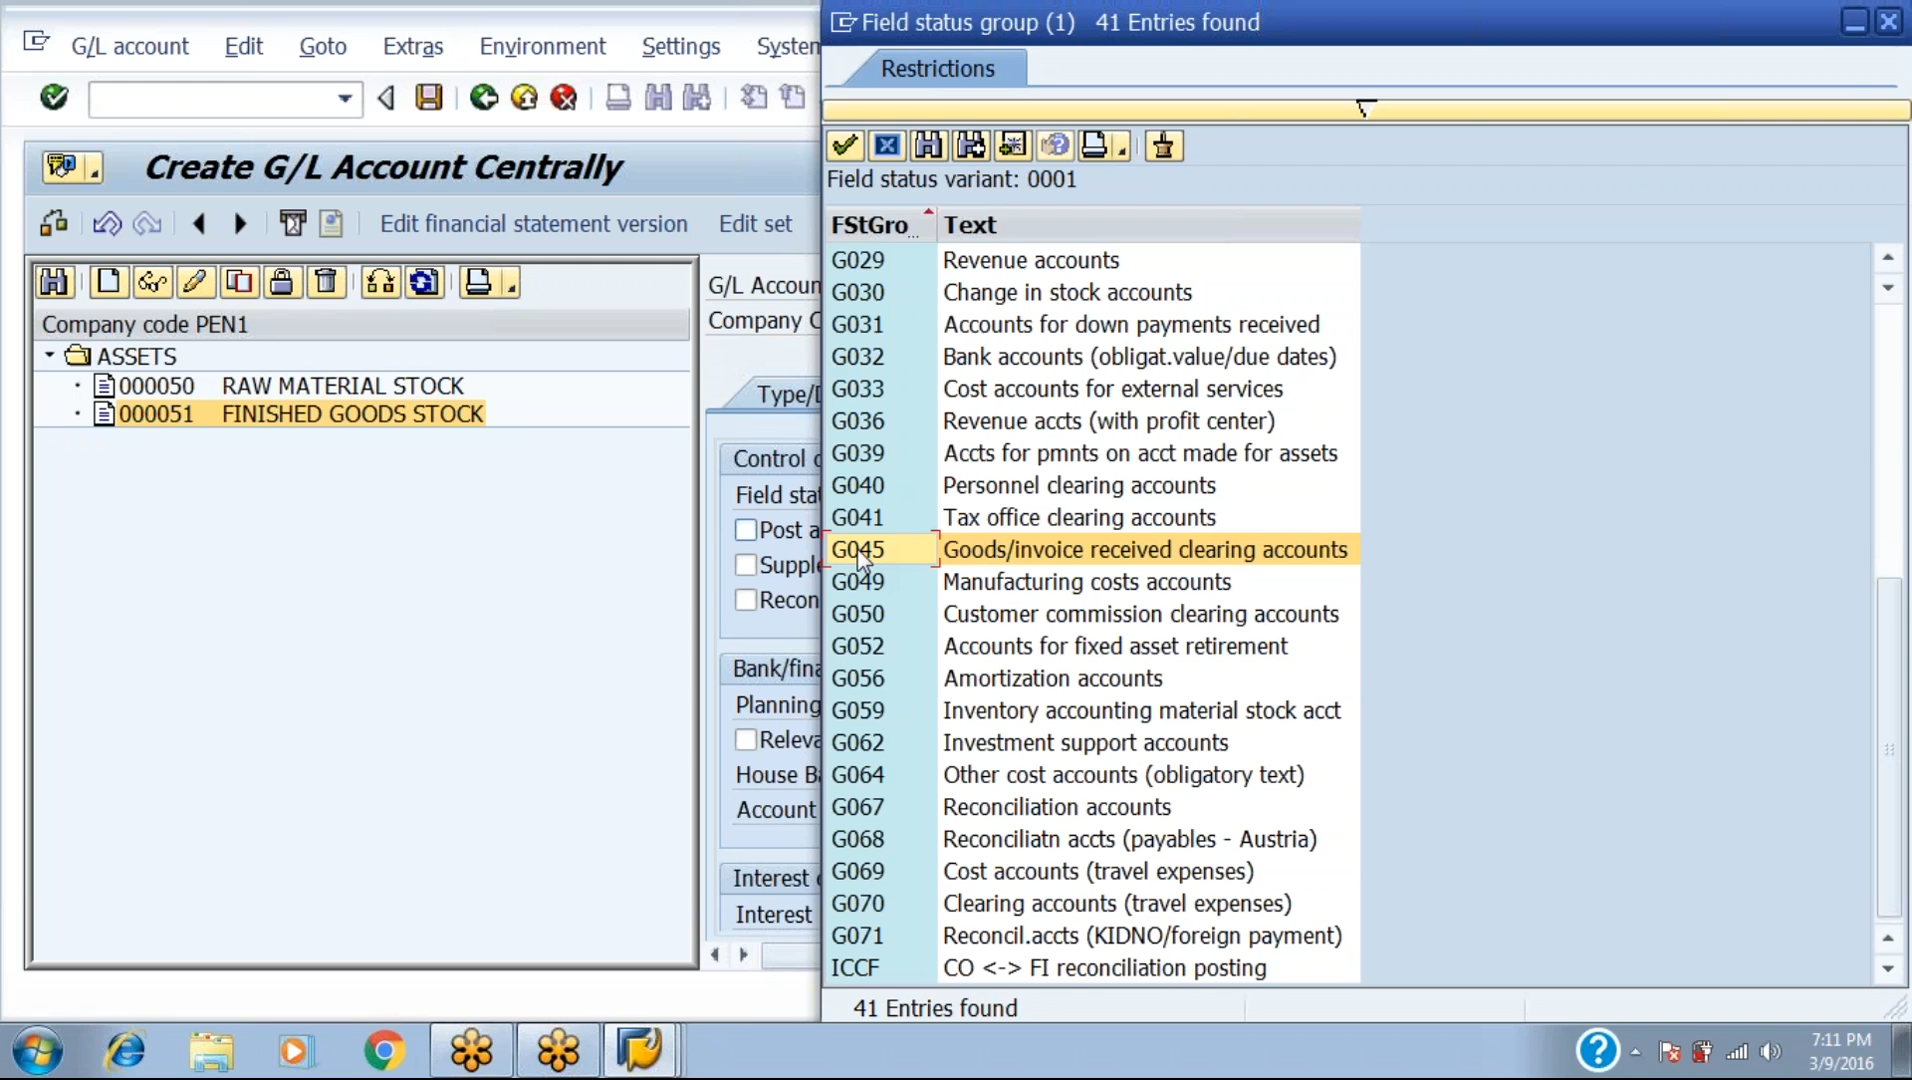 G/L account Edit Goto Extras Environment Settings System
Create G/L Account Centrally
Edit financial statement version Edit set
Company code PEN1
ASSETS
000050 RAW MATERIAL STOCK
000051 FINISHED GOODS STOCK
G/L Accoun
Company C
Type/D
Control o
Field stat
Post a
Supple
Recon
Bank/fina
Planning
Releva
House Ba
Account
Interest c
Interest
Field status group (1) 41 Entries found
Restrictions
Field status variant: 0001
FStGro... Text
G029 Revenue accounts
G030 Change in stock accounts
G031 Accounts for down payments received
G032 Bank accounts (obligat.value/due dates)
G033 Cost accounts for external services
G036 Revenue accts (with profit center)
G039 Accts for pmnts on acct made for assets
G040 Personnel clearing accounts
G041 Tax office clearing accounts
G045 Goods/invoice received clearing accounts
G049 Manufacturing costs accounts
G050 Customer commission clearing accounts
G052 Accounts for fixed asset retirement
G056 Amortization accounts
G059 Inventory accounting material stock acct
G062 Investment support accounts
G064 Other cost accounts (obligatory text)
G067 Reconciliation accounts
G068 Reconciliatn accts (payables - Austria)
G069 Cost accounts (travel expenses)
G070 Clearing accounts (travel expenses)
G071 Reconcil.accts (KIDNO/foreign payment)
ICCF CO <-> FI reconciliation posting
41 Entries found
7:11 PM
3/9/2016